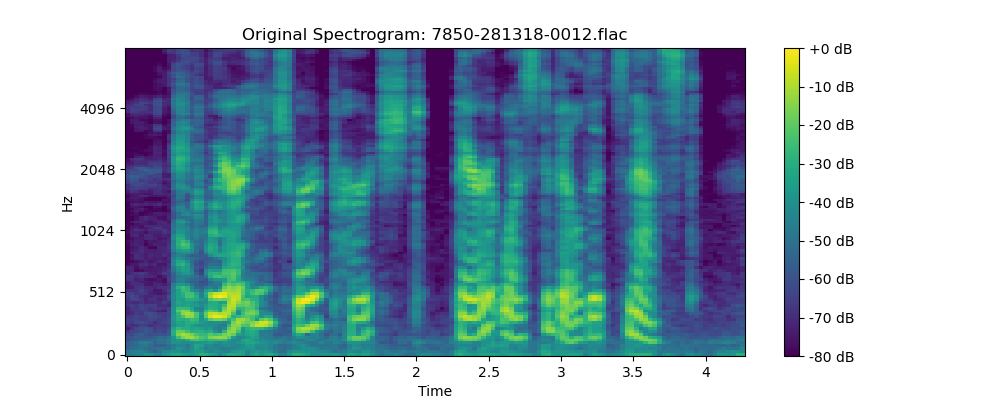 Original Spectrogram: 7850-281318-0012.flac
Hz
4096
2048
1024
512
0
0 0.5 1 1.5 2 2.5 3 3.5 4
Time
+0 dB
-10 dB
-20 dB
-30 dB
-40 dB
-50 dB
-60 dB
-70 dB
-80 dB